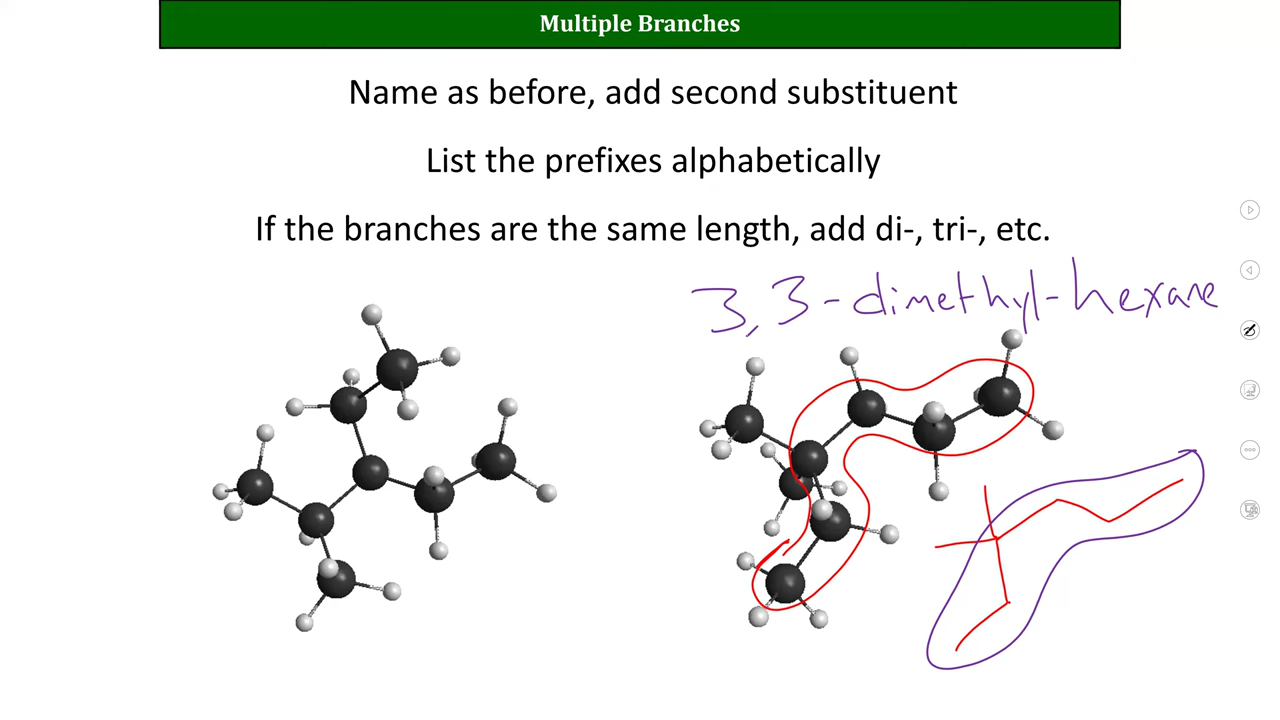 Multiple Branches
Name as before, add second substituent
List the prefixes alphabetically
If the branches are the same length, add di-, tri-, etc.
3,3-dimethyl-hexane